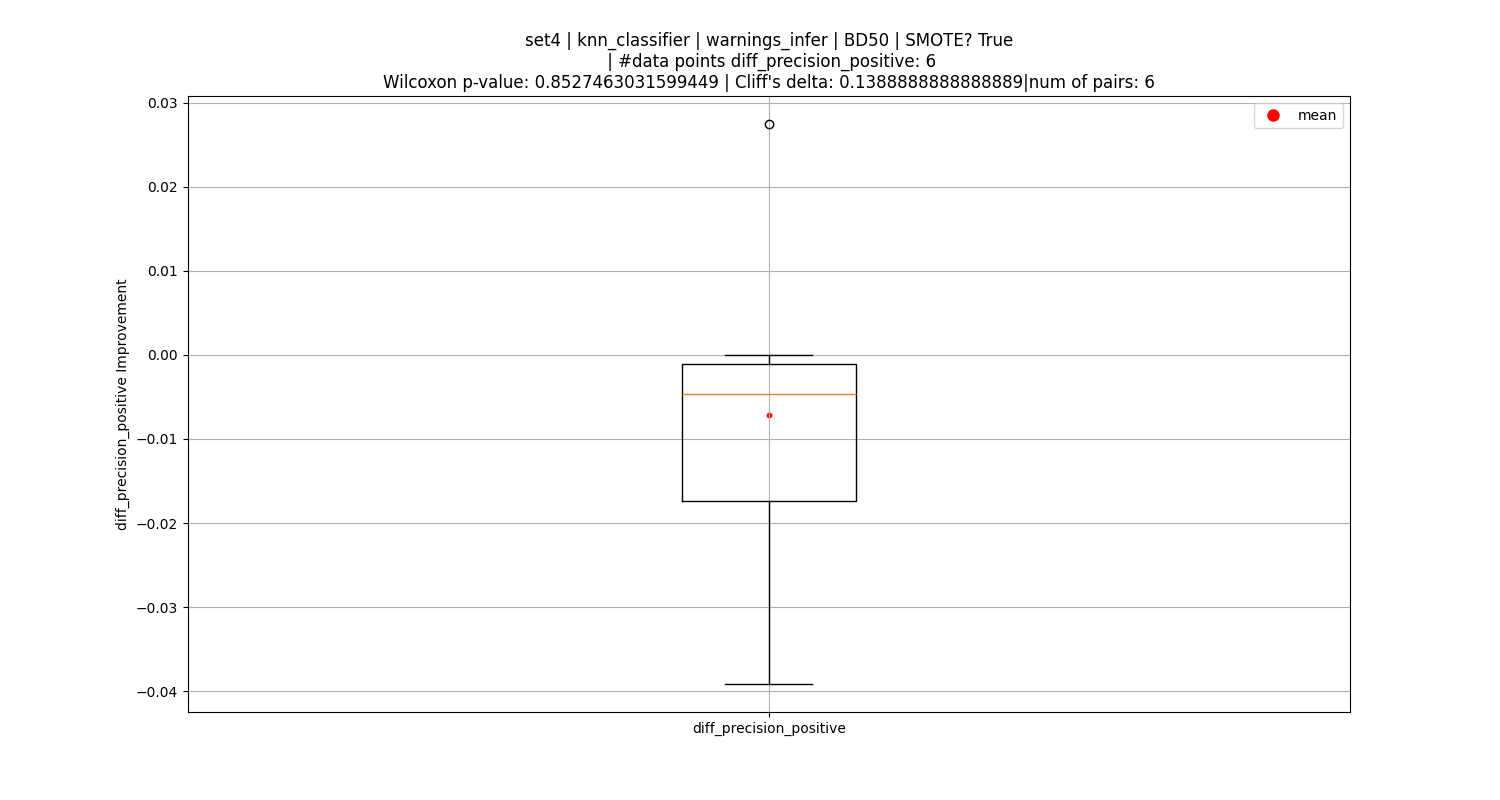 set4 | knn_classifier | warnings_infer | BD50 | SMOTE? True
| #data points diff_precision_positive: 6
Wilcoxon p-value: 0.8527463031599449 | Cliff's delta: 0.1388888888888889|num of pairs: 6
mean
0.03
0.02
0.01
0.00
−0.01
−0.02
−0.03
−0.04
diff_precision_positive Improvement
diff_precision_positive